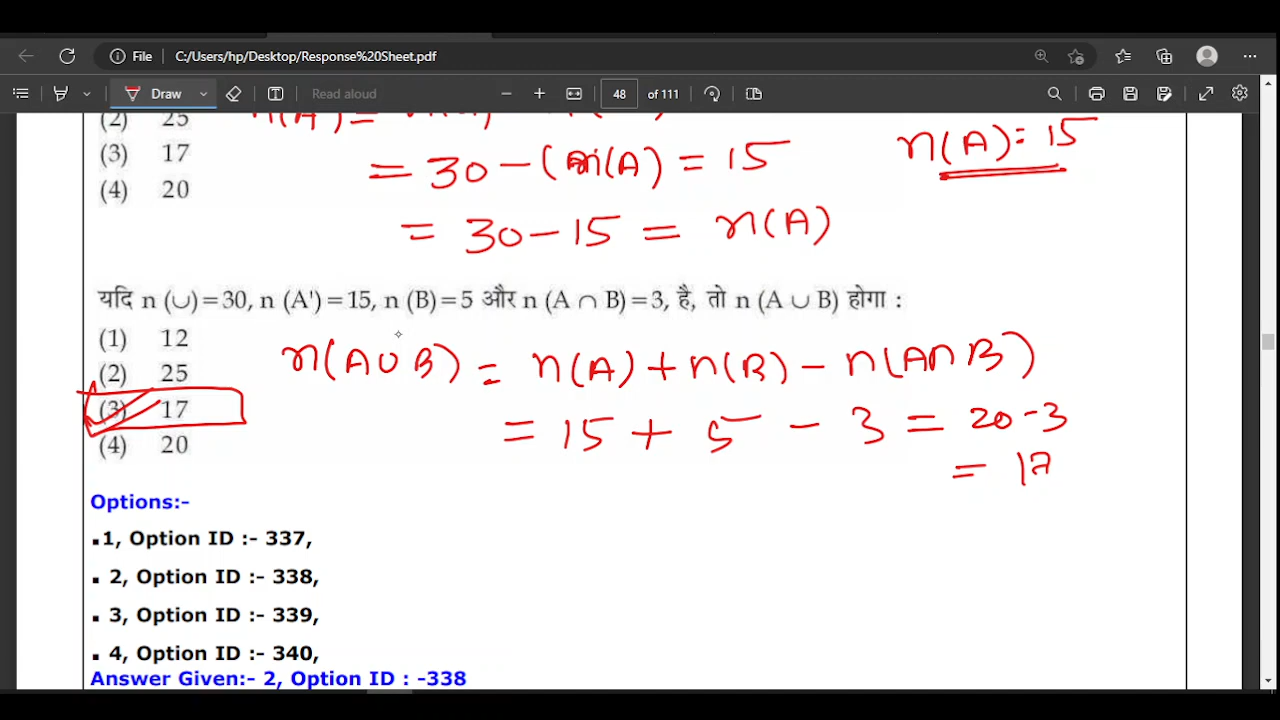 File C:/Users/hp/Desktop/Response%20Sheet.pdf
Draw Read aloud 48 of 111
(2) 25
(3) 17
(4) 20
= 30 - ( n(A) = 15
n(A) = 15
= 30 - 15 = n(A)
यदि n (∪) = 30, n (A') = 15, n (B) = 5 और n (A ∩ B) = 3, है, तो n (A ∪ B) होगा :
(1) 12
(2) 25
(3) 17
(4) 20
n(A∪B) = n(A) + n(B) - n(A∩B)
= 15 + 5 - 3 = 20-3
= 17
Options:-
1, Option ID :- 337,
2, Option ID :- 338,
3, Option ID :- 339,
4, Option ID :- 340,
Answer Given:- 2, Option ID : -338